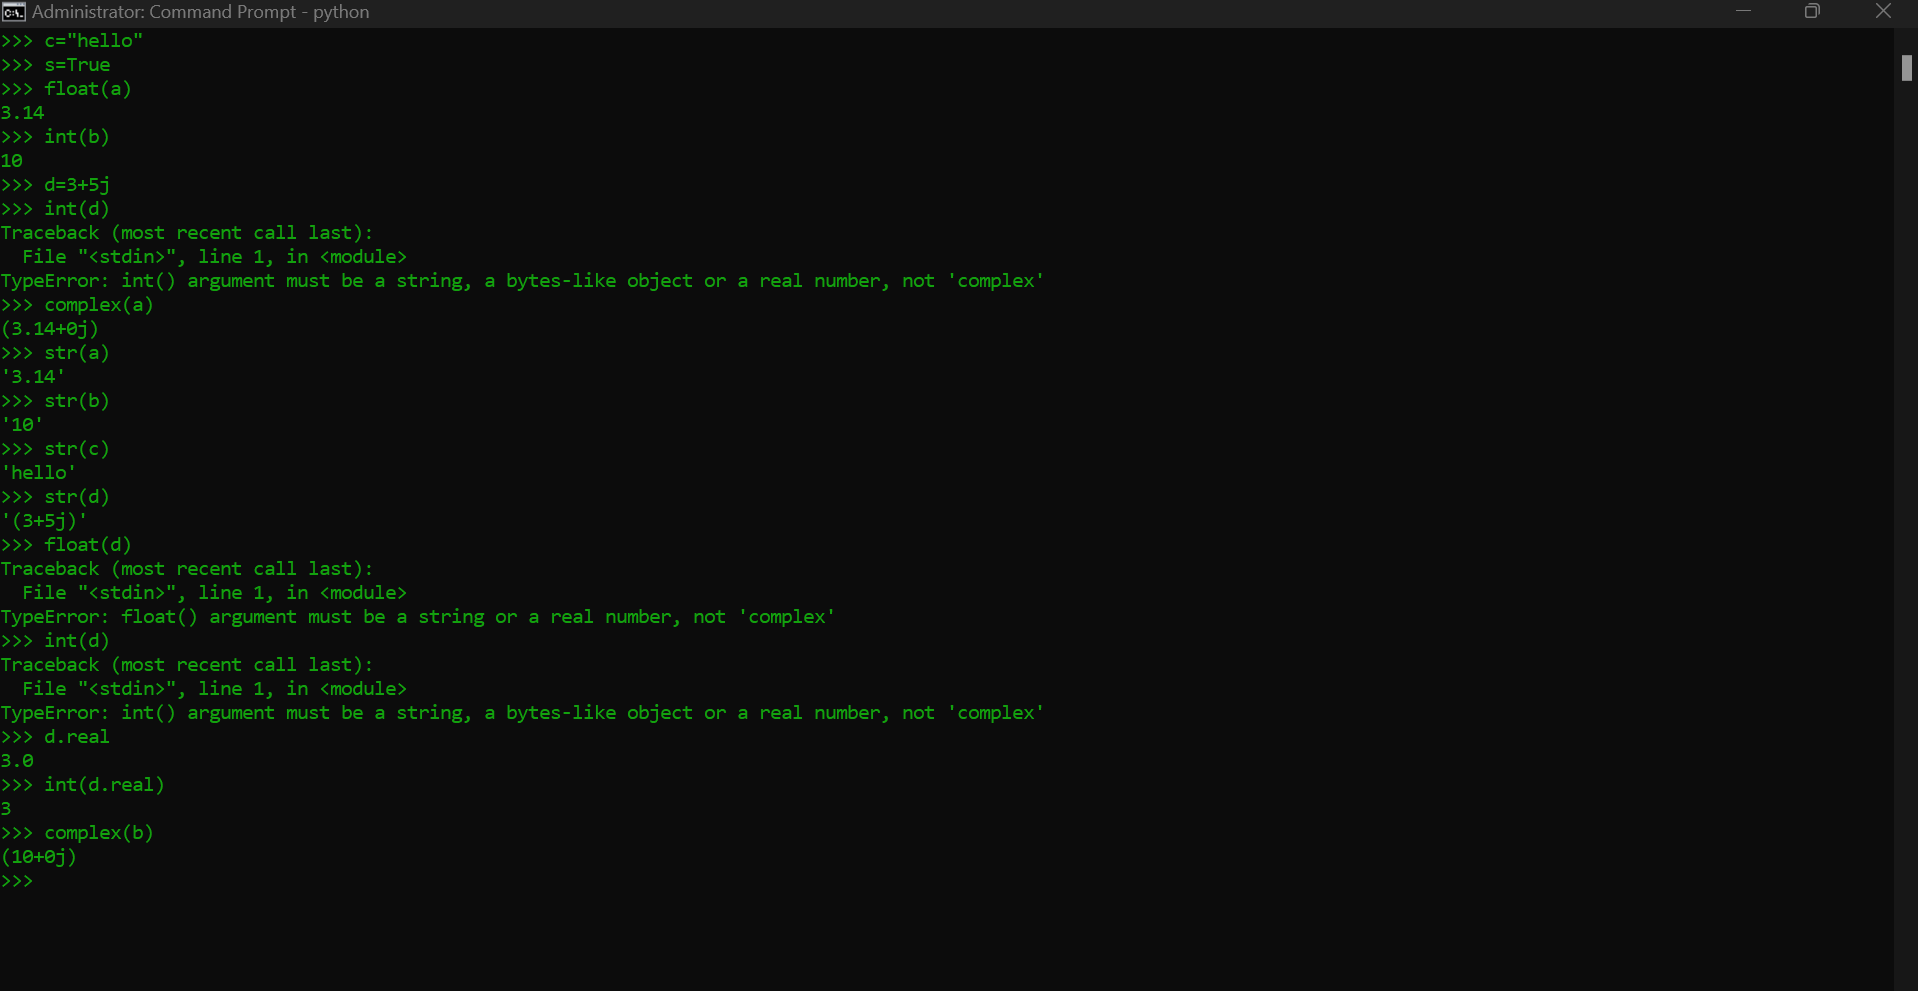 Administrator: Command Prompt - python
>>> c="hello"
>>> s=True
>>> float(a)
3.14
>>> int(b)
10
>>> d=3+5j
>>> int(d)
Traceback (most recent call last):
  File "<stdin>", line 1, in <module>
TypeError: int() argument must be a string, a bytes-like object or a real number, not 'complex'
>>> complex(a)
(3.14+0j)
>>> str(a)
'3.14'
>>> str(b)
'10'
>>> str(c)
'hello'
>>> str(d)
'(3+5j)'
>>> float(d)
Traceback (most recent call last):
  File "<stdin>", line 1, in <module>
TypeError: float() argument must be a string or a real number, not 'complex'
>>> int(d)
Traceback (most recent call last):
  File "<stdin>", line 1, in <module>
TypeError: int() argument must be a string, a bytes-like object or a real number, not 'complex'
>>> d.real
3.0
>>> int(d.real)
3
>>> complex(b)
(10+0j)
>>>